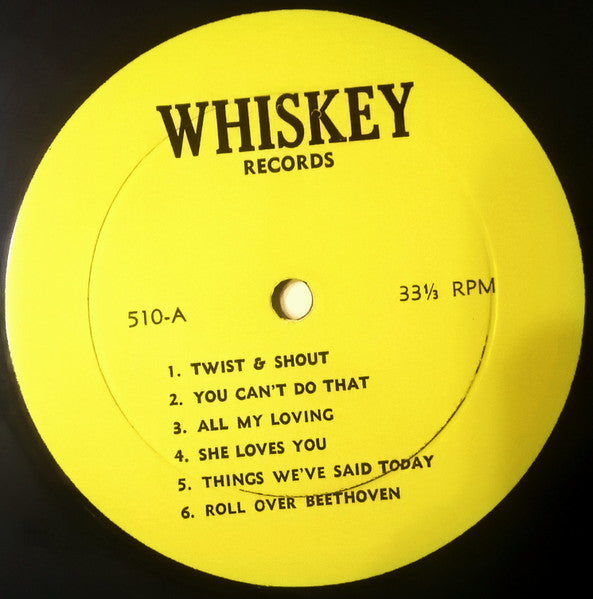 WHISKEY
RECORDS
510-A
33⅓ RPM
1. TWIST & SHOUT
2. YOU CAN'T DO THAT
3. ALL MY LOVING
4. SHE LOVES YOU
5. THINGS WE'VE SAID TODAY
6. ROLL OVER BEETHOVEN